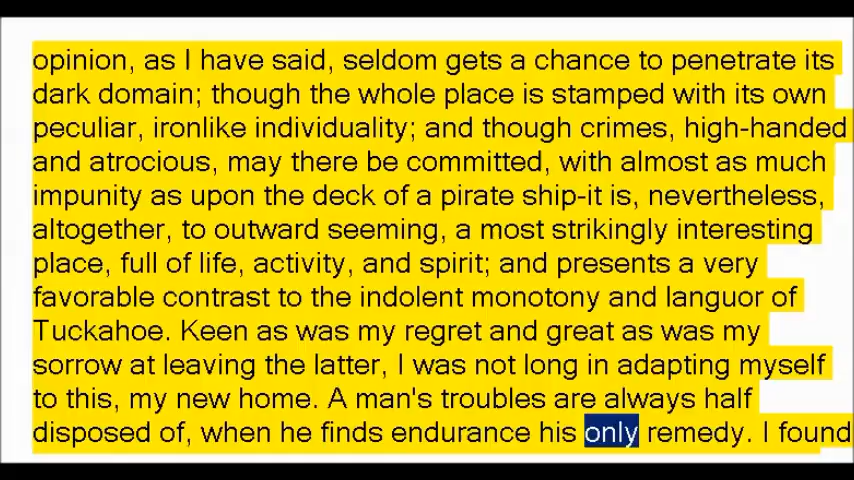 opinion, as I have said, seldom gets a chance to penetrate its
dark domain; though the whole place is stamped with its own
peculiar, ironlike individuality; and though crimes, high-handed
and atrocious, may there be committed, with almost as much
impunity as upon the deck of a pirate ship-it is, nevertheless,
altogether, to outward seeming, a most strikingly interesting
place, full of life, activity, and spirit; and presents a very
favorable contrast to the indolent monotony and languor of
Tuckahoe. Keen as was my regret and great as was my
sorrow at leaving the latter, I was not long in adapting myself
to this, my new home. A man's troubles are always half
disposed of, when he finds endurance his only remedy. I found